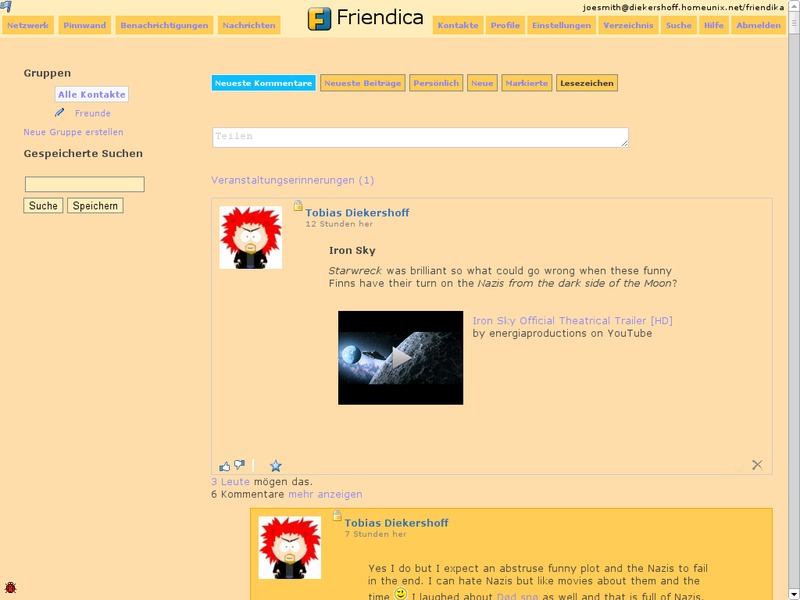 joesmith@diekershoff.homeunix.net/friendika
Netzwerk Pinnwand Benachrichtigungen Nachrichten Friendica Kontakte Profile Einstellungen Verzeichnis Suche Hilfe Abmelden
Gruppen
Alle Kontakte
Freunde
Neue Gruppe erstellen
Gespeicherte Suchen
Suche Speichern
Neueste Kommentare Neueste Beiträge Persönlich Neue Markierte Lesezeichen
Teilen
Veranstaltungserinnerungen (1)
Tobias Diekershoff
12 Stunden her
Iron Sky
Starwreck was brilliant so what could go wrong when these funny
Finns have their turn on the Nazis from the dark side of the Moon?
Iron Sky Official Theatrical Trailer [HD]
by energiaproductions on YouTube
3 Leute mögen das.
6 Kommentare mehr anzeigen
Tobias Diekershoff
7 Stunden her
Yes I do but I expect an abstruse funny plot and the Nazis to fail
in the end. I can hate Nazis but like movies about them and the
time I laughed about Død snø as well and that is full of Nazis.